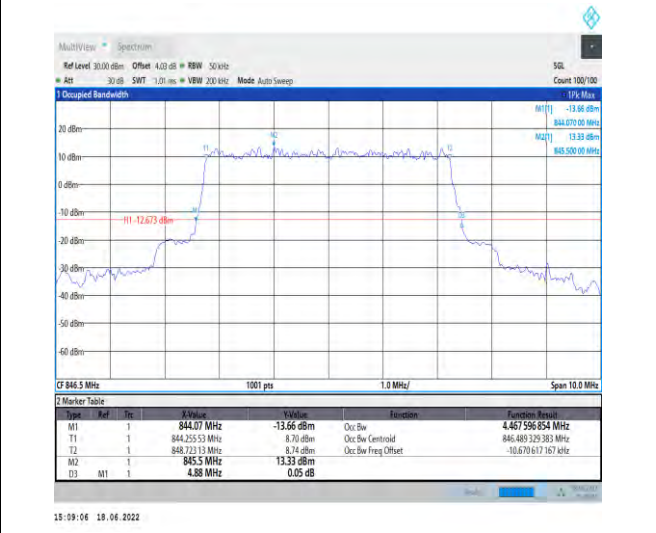 MultiView Spectrum
Ref Level 30.00 dBm Offset 4.03 dB RBW 50 kHz SGL
Att 30 dB SWT 1.01 ms VBW 200 kHz Mode Auto Sweep Count 100/100
1 Occupied Bandwidth 1Pk Max
M1[1] -13.66 dBm
844.070 00 MHz
M2[1] 13.33 dBm
845.500 00 MHz
20 dBm
M2
T1 T2
10 dBm
0 dBm
-10 dBm
M1 D3
H1 -12.673 dBm
-20 dBm
-30 dBm
-40 dBm
-50 dBm
-60 dBm
CF 846.5 MHz 1001 pts 1.0 MHz/ Span 10.0 MHz
2 Marker Table
Type Ref Trc X-Value Y-Value Function Function Result
M1 1 844.07 MHz -13.66 dBm Occ Bw 4.467 596 854 MHz
T1 1 844.255 53 MHz 8.70 dBm Occ Bw Centroid 846.489 329 383 MHz
T2 1 848.723 13 MHz 8.74 dBm Occ Bw Freq Offset -10.670 617 167 kHz
M2 1 845.5 MHz 13.33 dBm
D3 M1 1 4.88 MHz 0.05 dB
15:09:06 18.06.2022